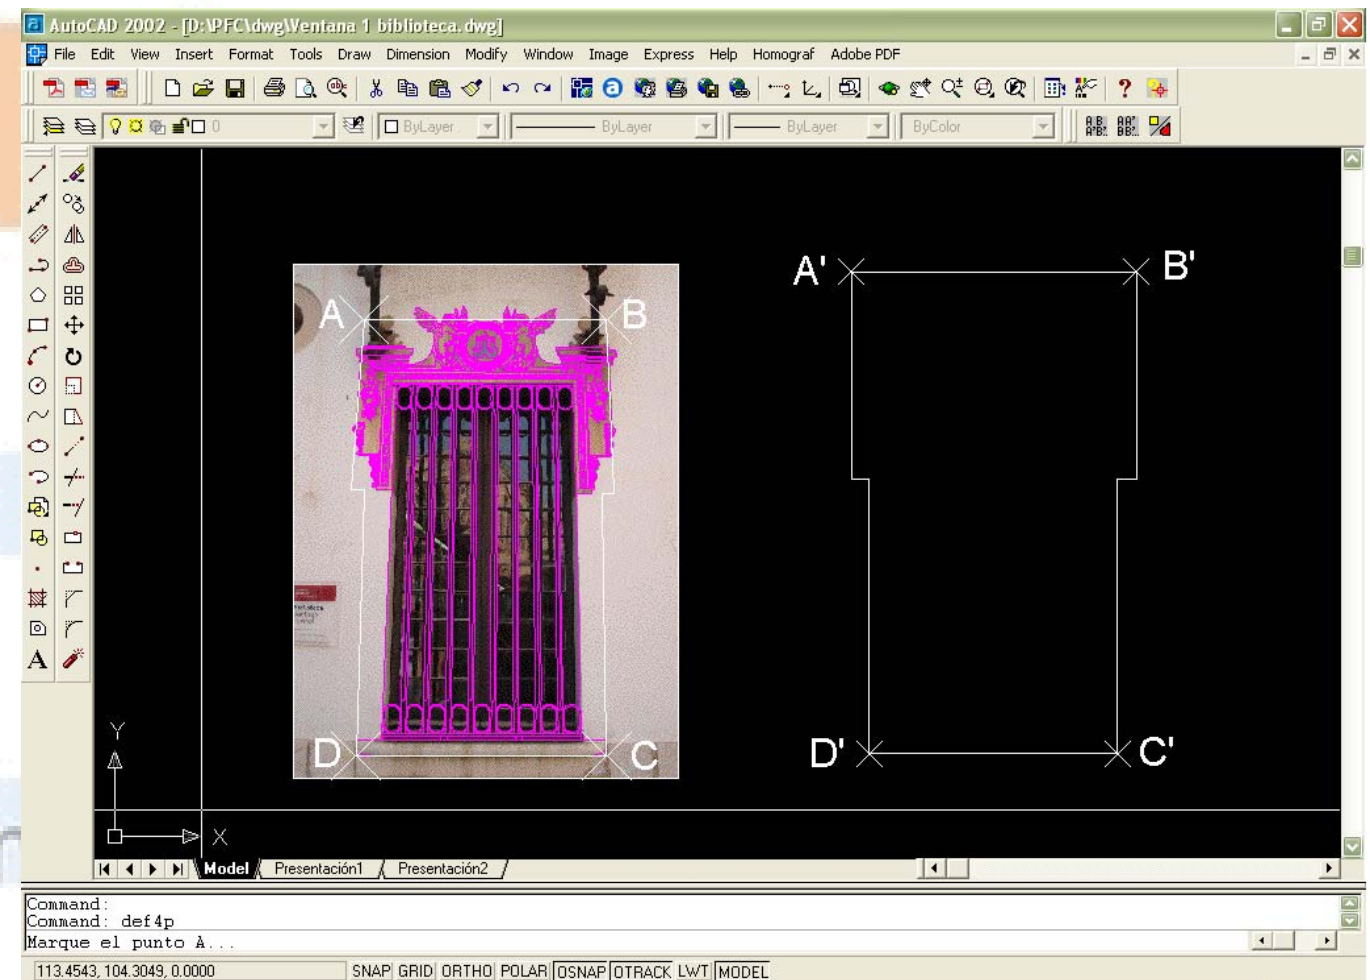 AutoCAD 2002 - [D:\PFC\dwg\Ventana 1 biblioteca.dwg]
File Edit View Insert Format Tools Draw Dimension Modify Window Image Express Help Homograf Adobe PDF
0 ByLayer ByLayer ByLayer ByColor
A B A'B' AA' BB'
A B
A' B'
D C
D' C'
Y
X
Model Presentación1 Presentación2
Command:
Command: def4p
Marque el punto A...
113.4543, 104.3049, 0.0000 SNAP GRID ORTHO POLAR OSNAP OTRACK LWT MODEL